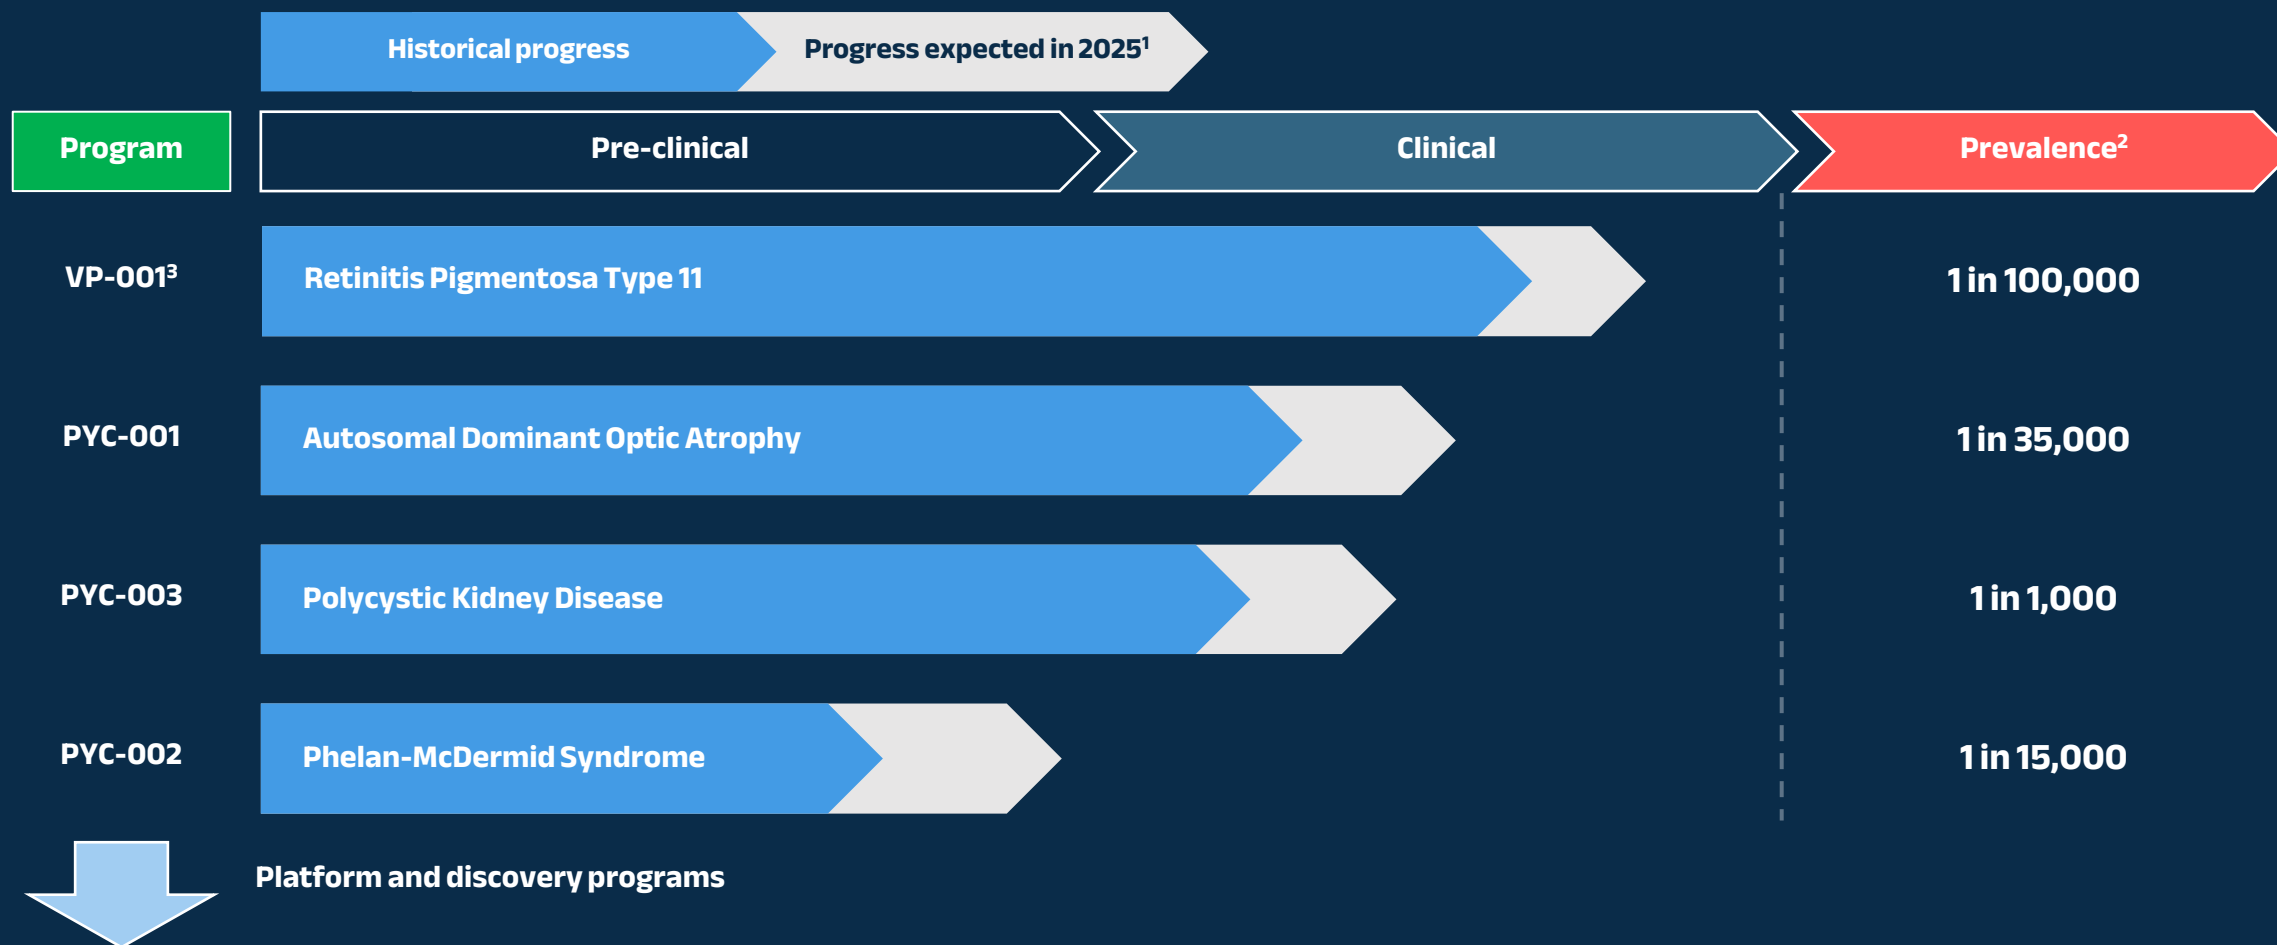 Historical progress
Progress expected in 2025¹
Program
Pre-clinical
Clinical
Prevalence²
VP-001³
Retinitis Pigmentosa Type 11
1 in 100,000
PYC-001
Autosomal Dominant Optic Atrophy
1 in 35,000
PYC-003
Polycystic Kidney Disease
1 in 1,000
PYC-002
Phelan-McDermid Syndrome
1 in 15,000
Platform and discovery programs